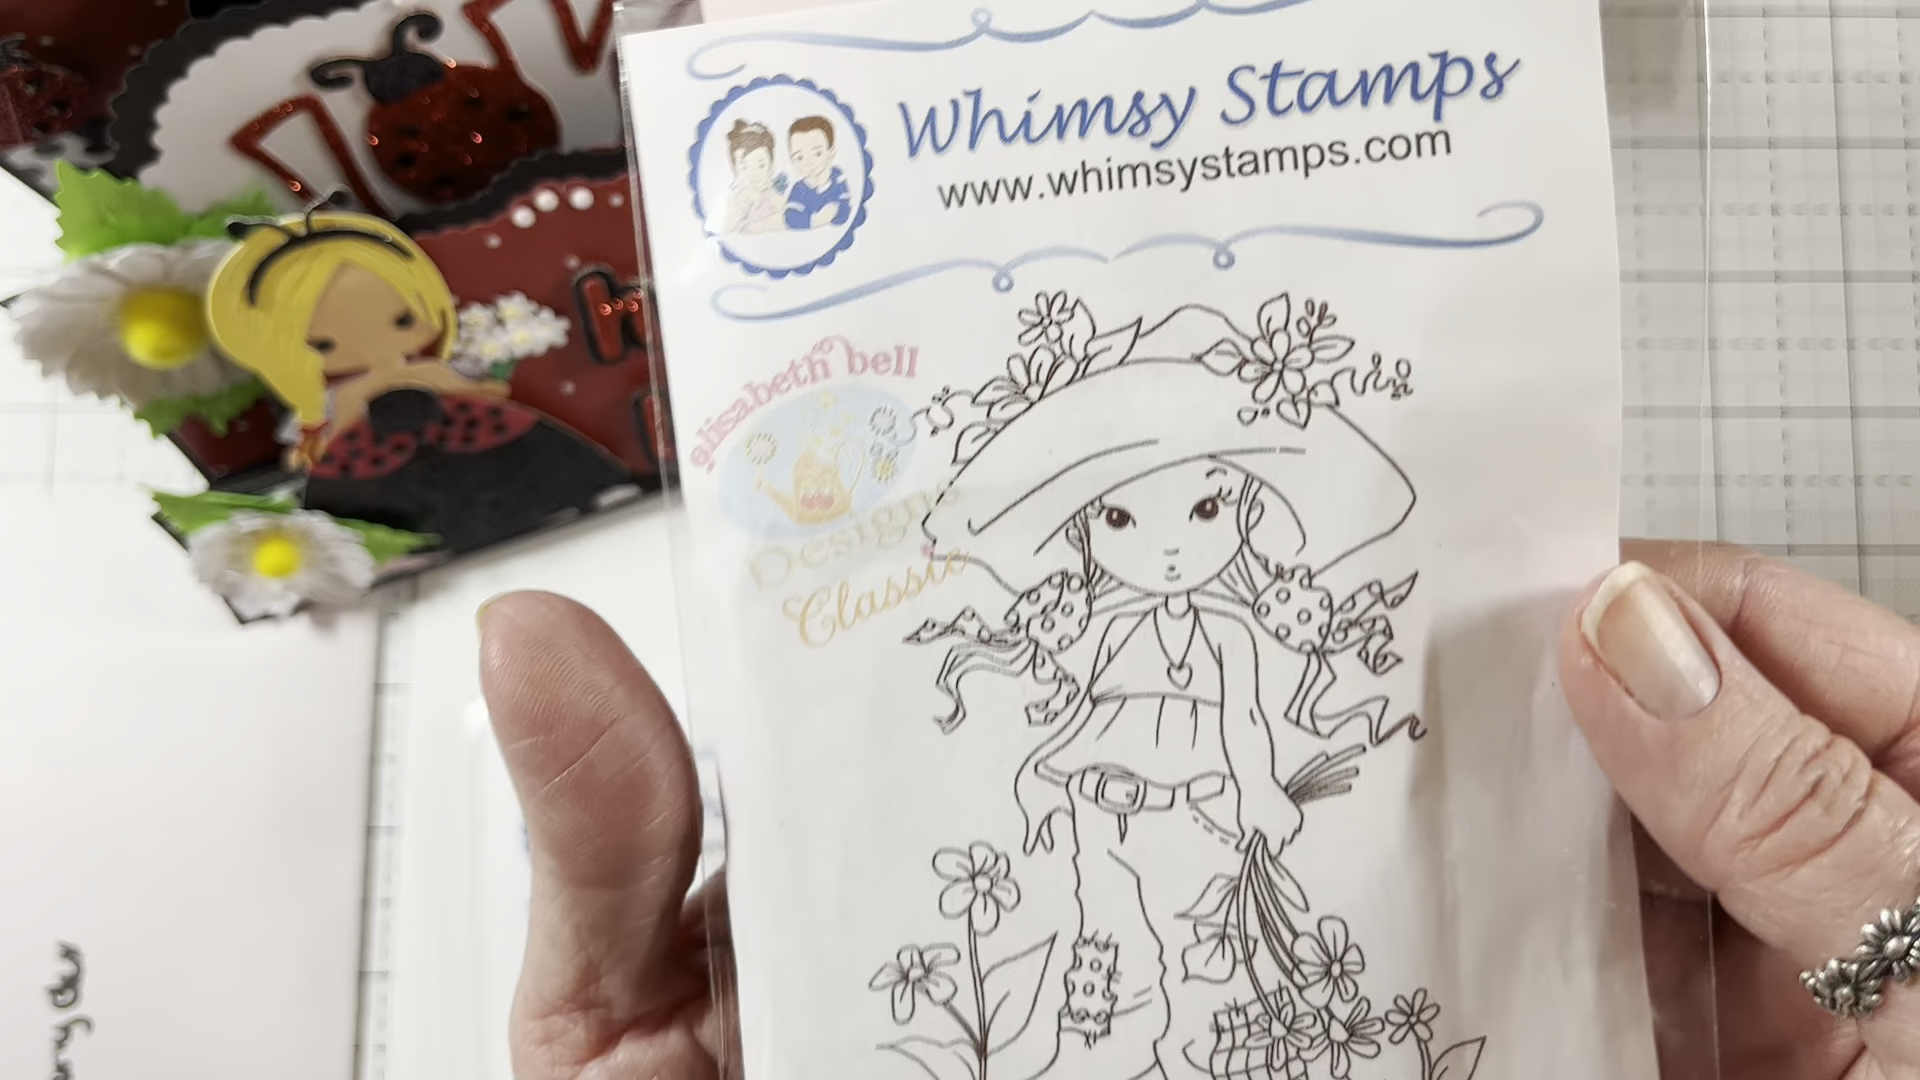 Whimsy Stamps
www.whimsystamps.com
elisabeth bell
Designs
Classic